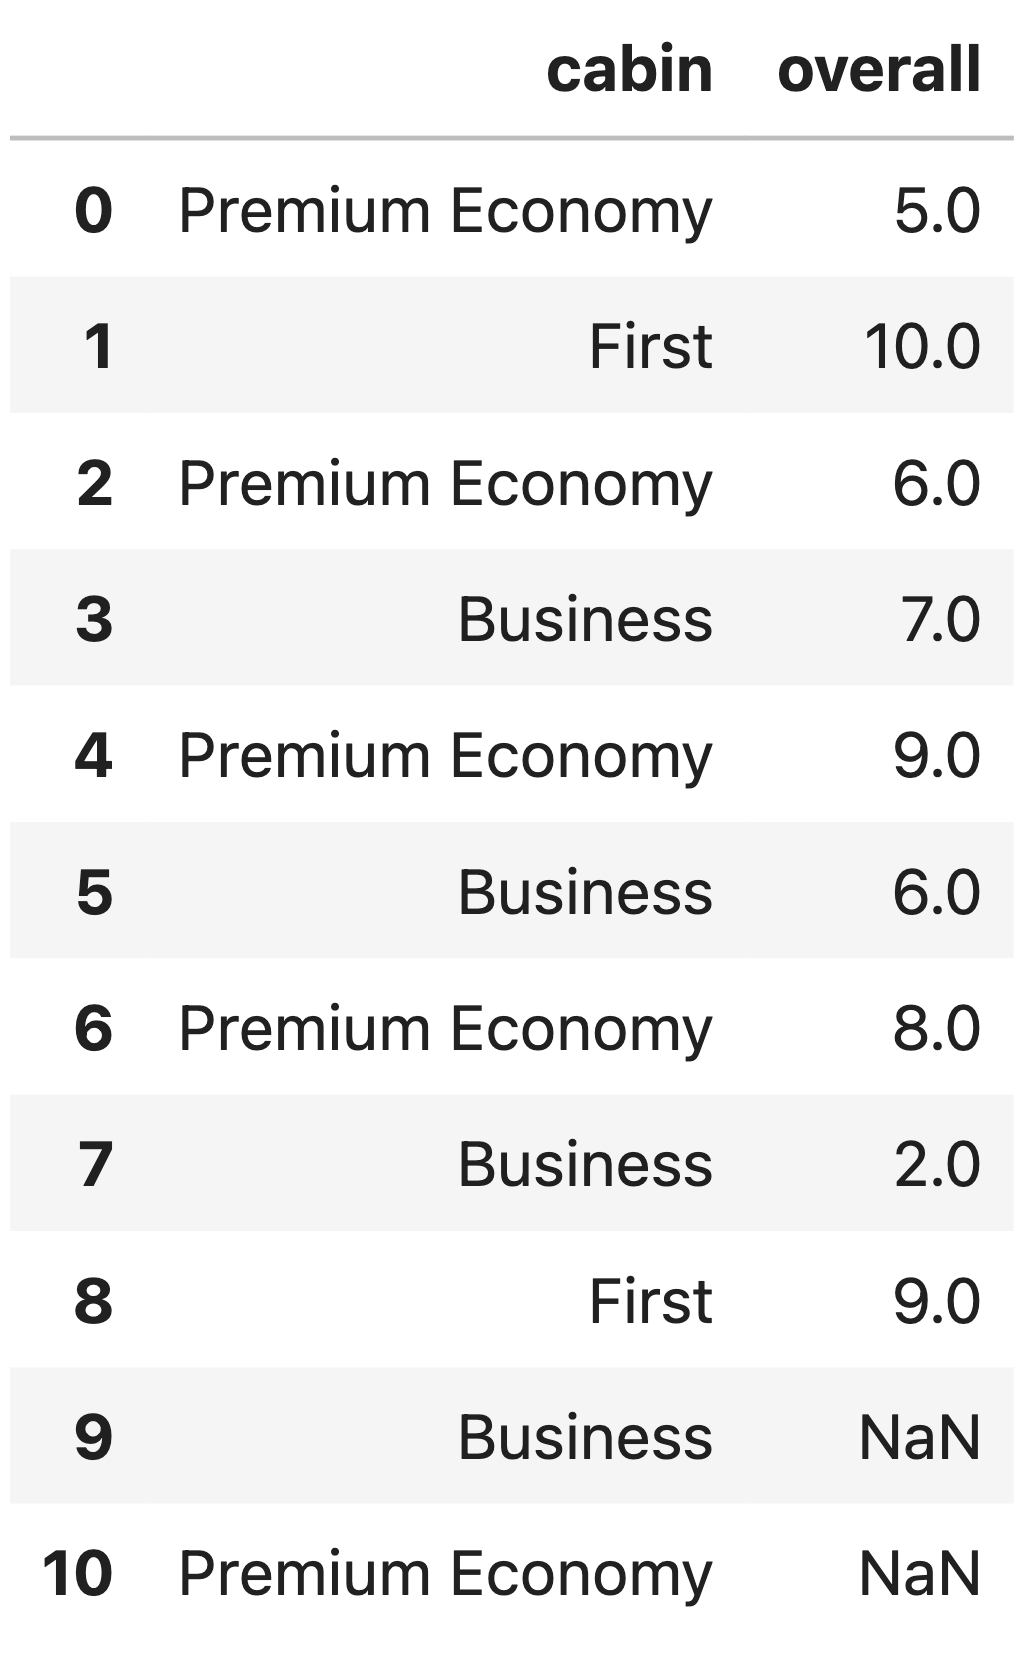 cabin overall
0 Premium Economy 5.0
1 First 10.0
2 Premium Economy 6.0
3 Business 7.0
4 Premium Economy 9.0
5 Business 6.0
6 Premium Economy 8.0
7 Business 2.0
8 First 9.0
9 Business NaN
10 Premium Economy NaN